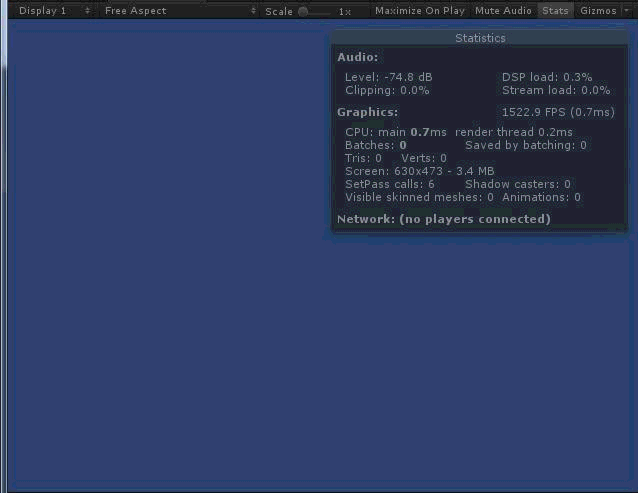 Display 1 Free Aspect Scale 1x Maximize On Play Mute Audio Stats Gizmos
Statistics
Audio:
Level: -74.8 dB DSP load: 0.3%
Clipping: 0.0% Stream load: 0.0%
Graphics: 1522.9 FPS (0.7ms)
CPU: main 0.7ms render thread 0.2ms
Batches: 0 Saved by batching: 0
Tris: 0 Verts: 0
Screen: 630x473 - 3.4 MB
SetPass calls: 6 Shadow casters: 0
Visible skinned meshes: 0 Animations: 0
Network: (no players connected)